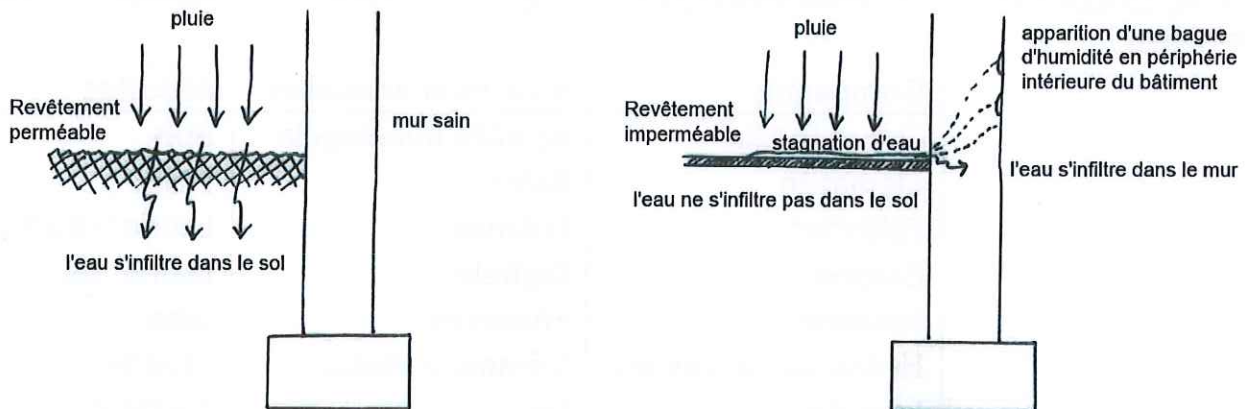 pluie
Revêtement
perméable
mur sain
l'eau s'infiltre dans le sol
pluie
apparition d'une bague
d'humidité en périphérie
intérieure du bâtiment
Revêtement
imperméable
stagnation d'eau
l'eau s'infiltre dans le mur
l'eau ne s'infiltre pas dans le sol